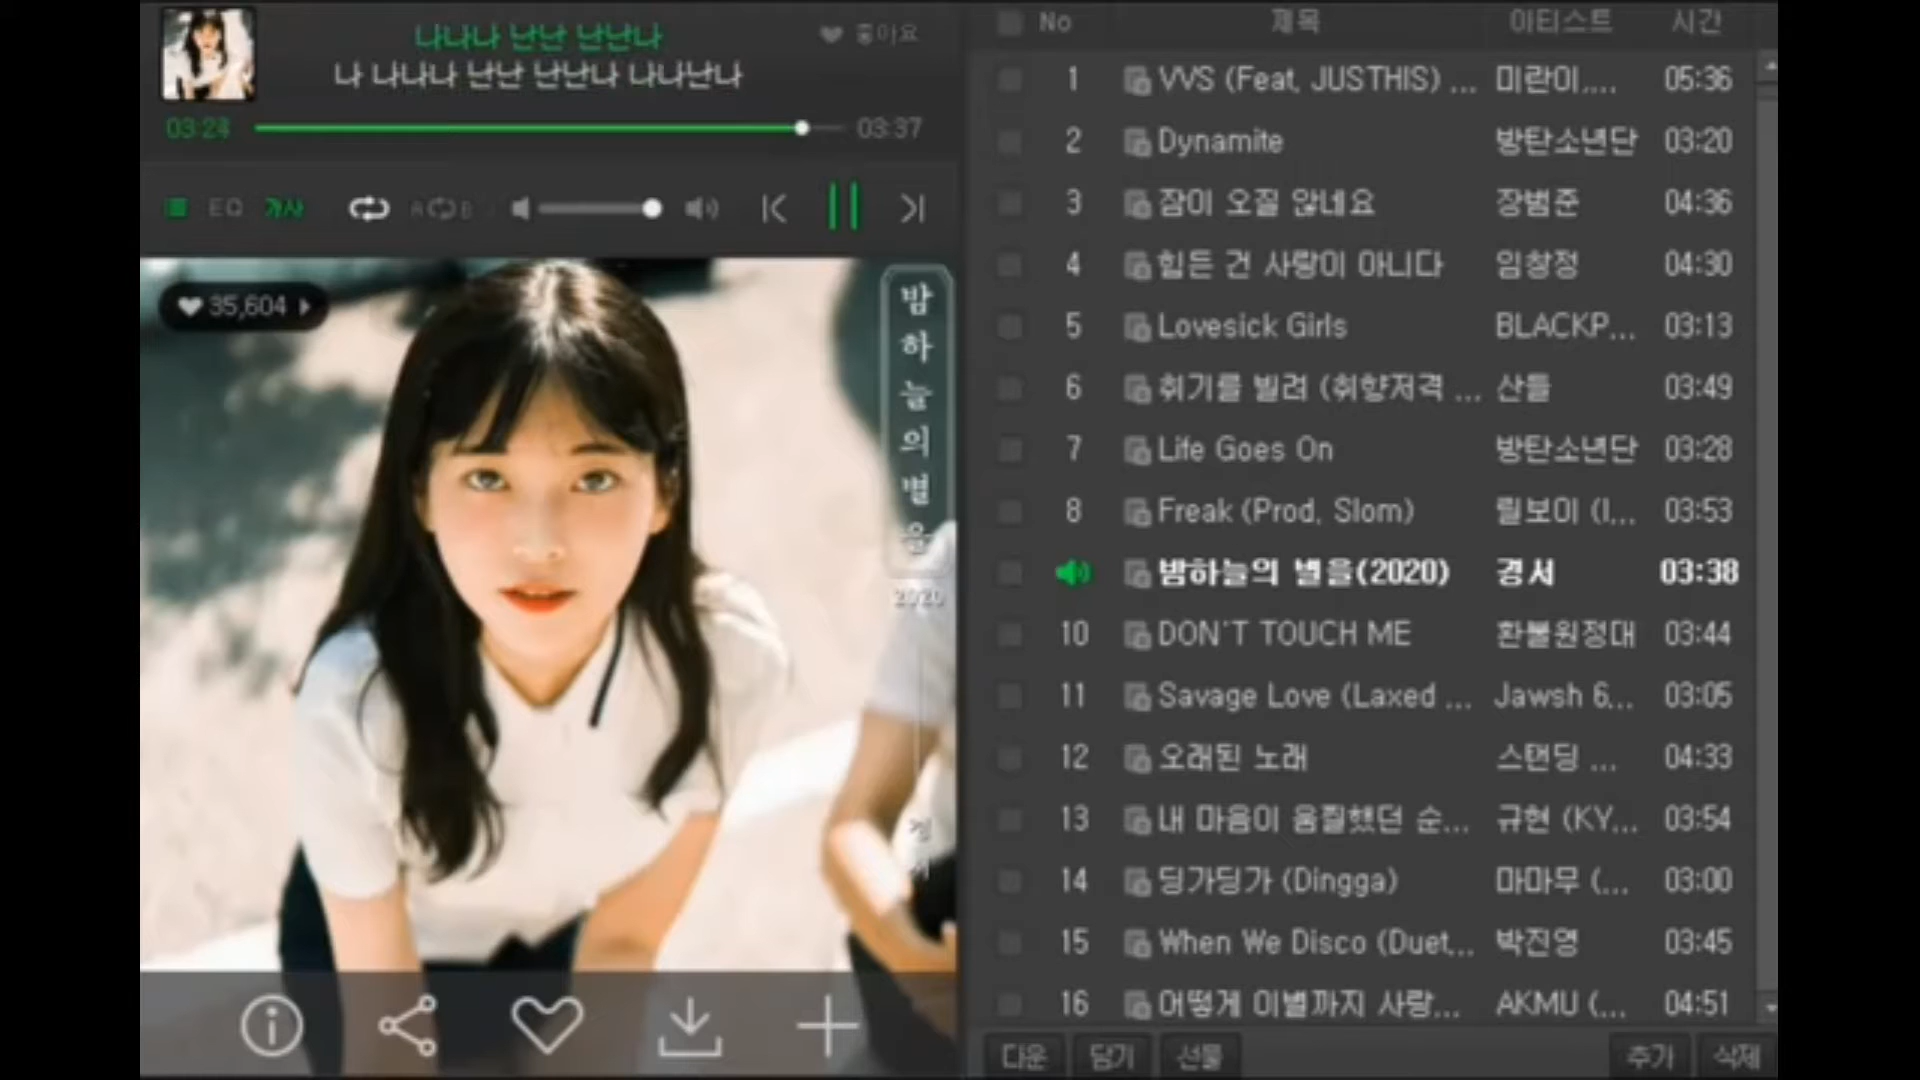 나나나 난난 난난나
좋아요
나 나나나 난난 난난나 나나난나
03:24
03:37
EQ 가사
A B
35,604
밤하늘의별을
2020
경서
No 제목 아티스트 시간
1 VVS (Feat. JUSTHIS) ... 미란이,... 05:36
2 Dynamite 방탄소년단 03:20
3 잠이 오질 않네요 장범준 04:36
4 힘든 건 사랑이 아니다 임창정 04:30
5 Lovesick Girls BLACKP... 03:13
6 취기를 빌려 (취향저격 ... 산들 03:49
7 Life Goes On 방탄소년단 03:28
8 Freak (Prod. Slom) 릴보이 (l... 03:53
밤하늘의 별을(2020) 경서 03:38
10 DON'T TOUCH ME 환불원정대 03:44
11 Savage Love (Laxed ... Jawsh 6... 03:05
12 오래된 노래 스탠딩 ... 04:33
13 내 마음이 움찔했던 순... 규현 (KY... 03:54
14 딩가딩가 (Dingga) 마마무 (... 03:00
15 When We Disco (Duet... 박진영 03:45
16 어떻게 이별까지 사랑... AKMU (... 04:51
다운 담기 선물 추가 삭제